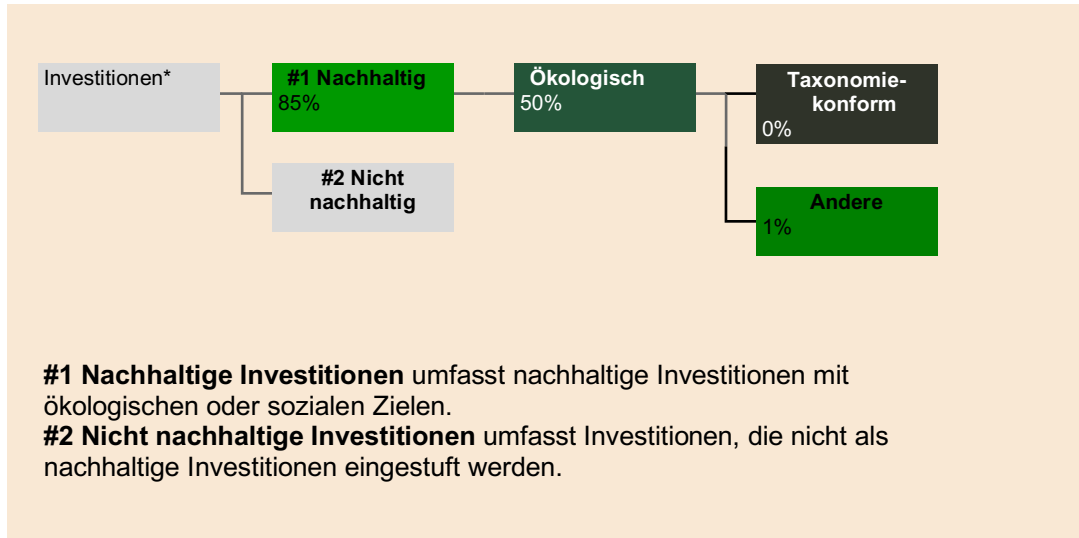 Investitionen*
#1 Nachhaltig
85%
Ökologisch
50%
Taxonomie-
konform
0%
#2 Nicht
nachhaltig
Andere
1%
#1 Nachhaltige Investitionen umfasst nachhaltige Investitionen mit
ökologischen oder sozialen Zielen.
#2 Nicht nachhaltige Investitionen umfasst Investitionen, die nicht als
nachhaltige Investitionen eingestuft werden.